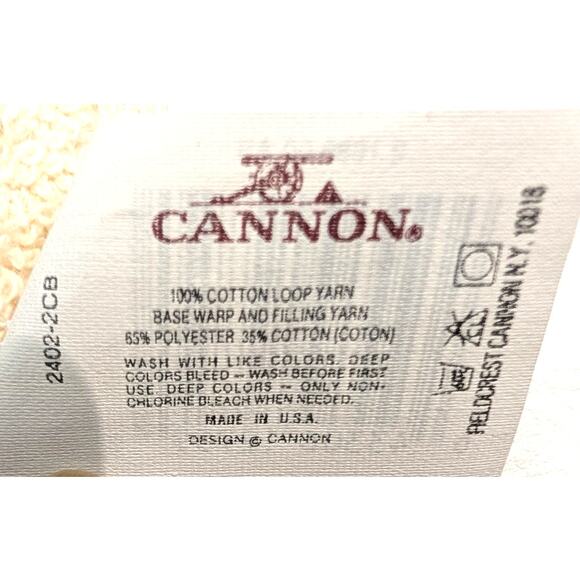 CANNON®
100% COTTON LOOP YARN
BASE WARP AND FILLING YARN
65% POLYESTER 35% COTTON (COTON)
WASH WITH LIKE COLORS. DEEP
COLORS BLEED -- WASH BEFORE FIRST
USE. DEEP COLORS -- ONLY NON-
CHLORINE BLEACH WHEN NEEDED.
MADE IN U.S.A.
DESIGN © CANNON
2402-2CB
FIELDCREST CANNON N.Y. 10018